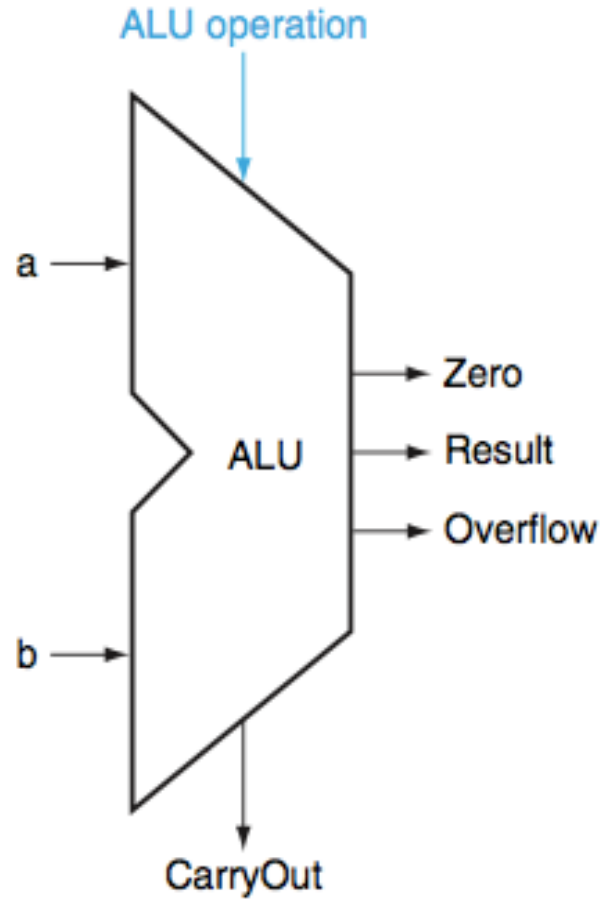 ALU operation
a
Zero
ALU
Result
Overflow
b
CarryOut